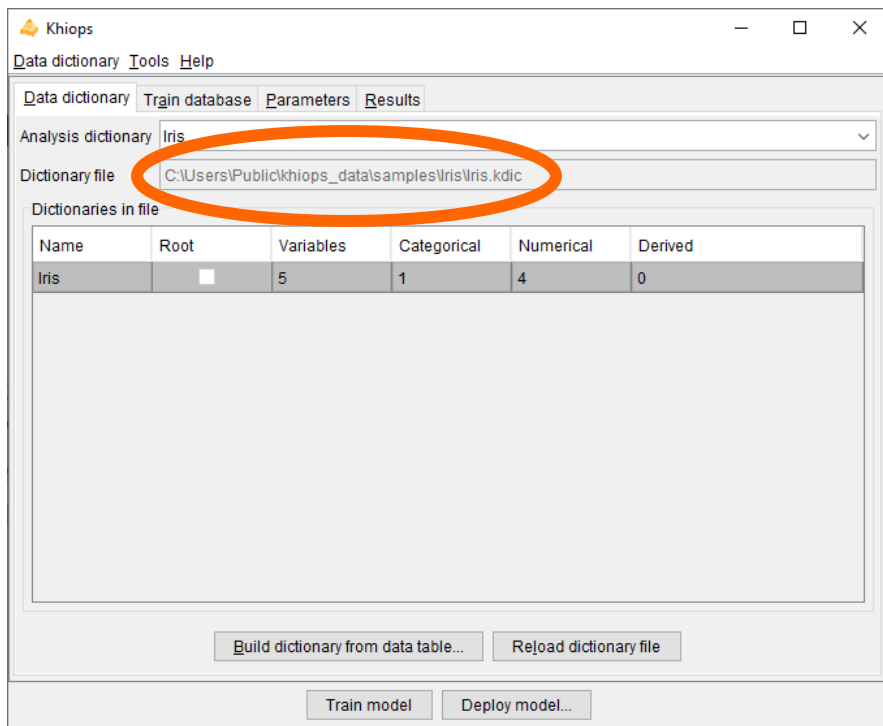 Khiops
Data dictionary Tools Help
Data dictionary Train database Parameters Results
Analysis dictionary Iris
Dictionary file C:\Users\Public\khiops_data\samples\Iris\Iris.kdic
Dictionaries in file
Name Root Variables Categorical Numerical Derived
Iris 5 1 4 0
Build dictionary from data table... Reload dictionary file
Train model Deploy model...